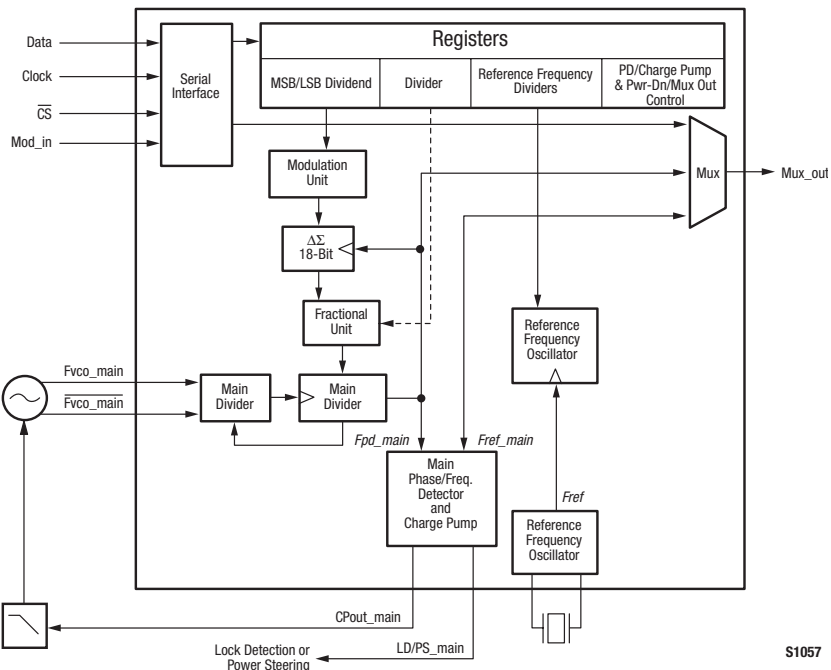 Data
Clock
CS
Mod_in
Serial
Interface
Registers
MSB/LSB Dividend
Divider
Reference Frequency
Dividers
PD/Charge Pump
& Pwr-Dn/Mux Out
Control
Modulation
Unit
Mux
Mux_out
ΔΣ
18-Bit
Fractional
Unit
Reference
Frequency
Oscillator
Fvco_main
Fvco_main
Main
Divider
Main
Divider
Fpd_main
Fref_main
Main
Phase/Freq.
Detector
and
Charge Pump
Fref
Reference
Frequency
Oscillator
CPout_main
Lock Detection or
Power Steering
LD/PS_main
S1057